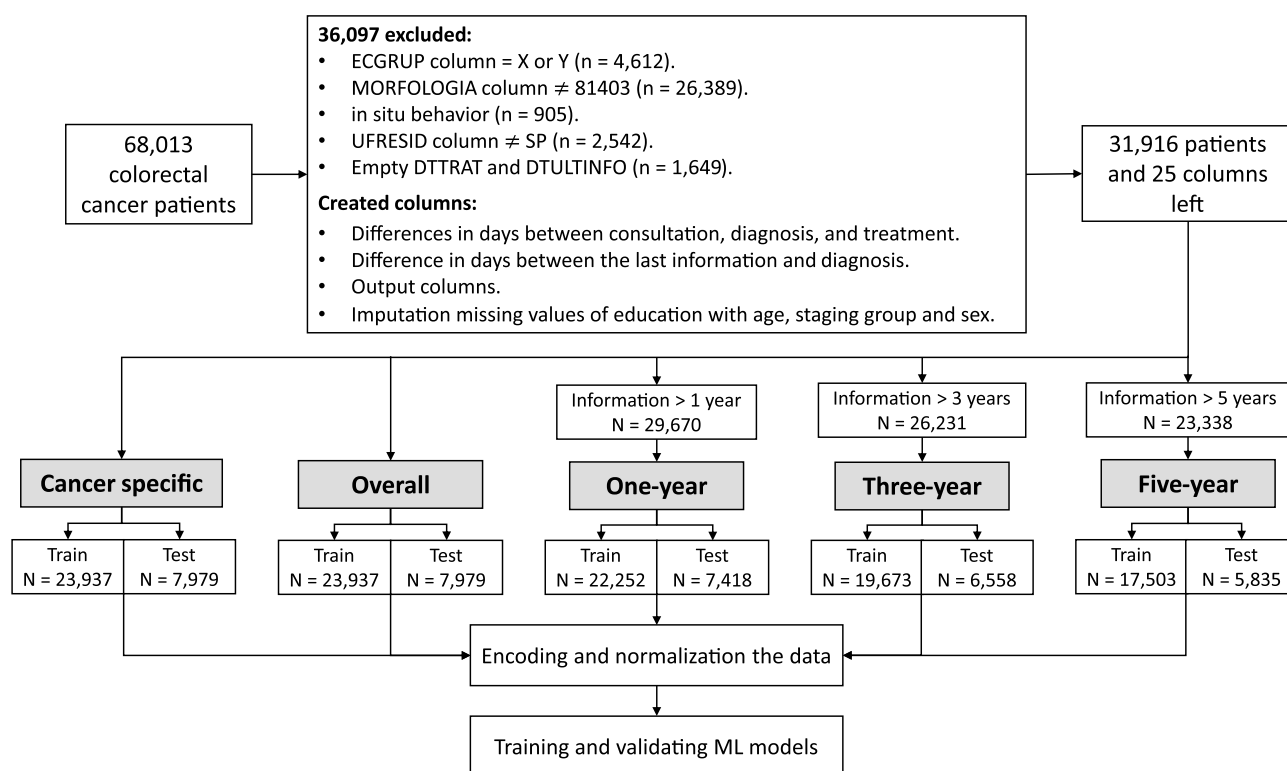 68,013
colorectal
cancer patients
36,097 excluded:
• ECGRUP column = X or Y (n = 4,612).
• MORFOLOGIA column ≠ 81403 (n = 26,389).
• in situ behavior (n = 905).
• UFRESID column ≠ SP (n = 2,542).
• Empty DTTRAT and DTULTINFO (n = 1,649).
Created columns:
• Differences in days between consultation, diagnosis, and treatment.
• Difference in days between the last information and diagnosis.
• Output columns.
• Imputation missing values of education with age, staging group and sex.
31,916 patients
and 25 columns
left
Information > 1 year
N = 29,670
Information > 3 years
N = 26,231
Information > 5 years
N = 23,338
Cancer specific
Overall
One-year
Three-year
Five-year
Train
N = 23,937
Test
N = 7,979
Train
N = 23,937
Test
N = 7,979
Train
N = 22,252
Test
N = 7,418
Train
N = 19,673
Test
N = 6,558
Train
N = 17,503
Test
N = 5,835
Encoding and normalization the data
Training and validating ML models